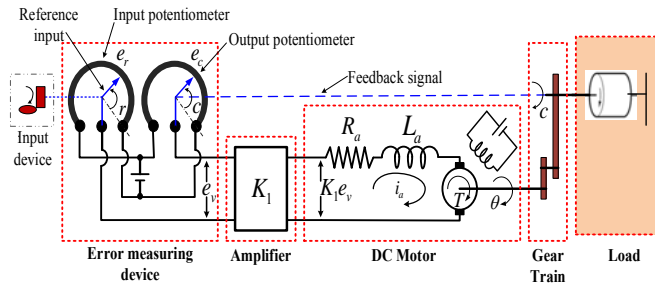 Reference
input
Input potentiometer
e_r
e_c
Output potentiometer
r
c
Feedback signal
c
Input
device
R_a
L_a
e_v
K_1
K_1e_v
i_a
T
θ
Error measuring
device
Amplifier
DC Motor
Gear
Train
Load